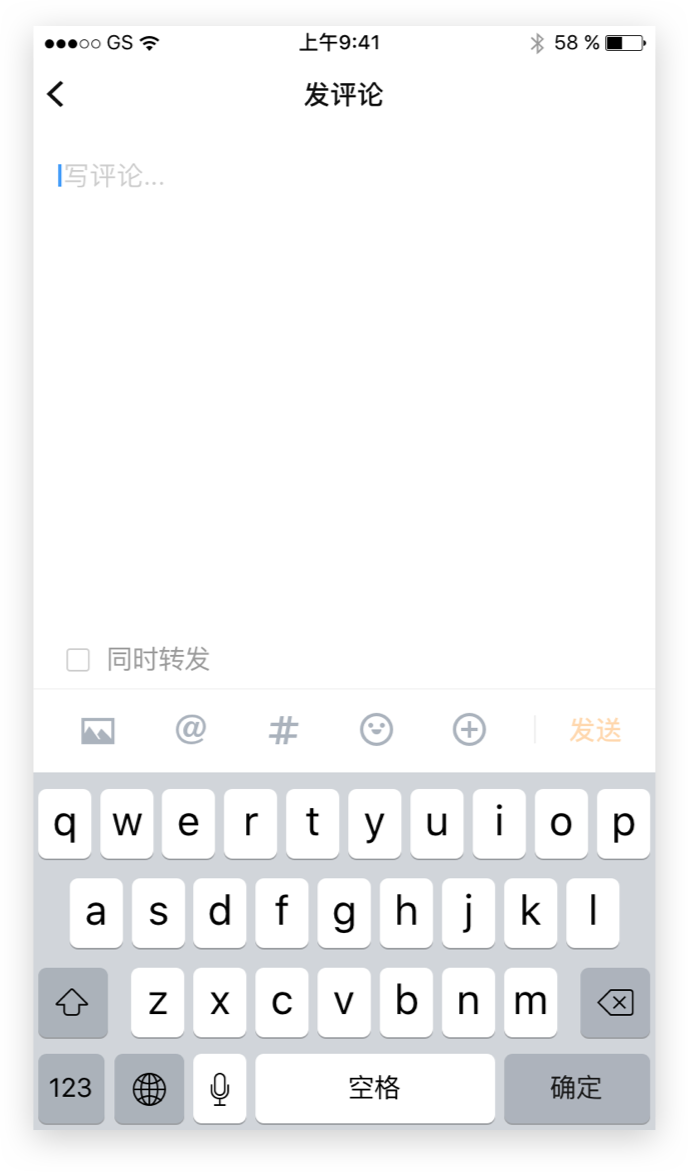 GS 上午9:41 58 %
发评论
写评论...
同时转发
@ # 发送
q w e r t y u i o p
a s d f g h j k l
z x c v b n m
123 空格 确定